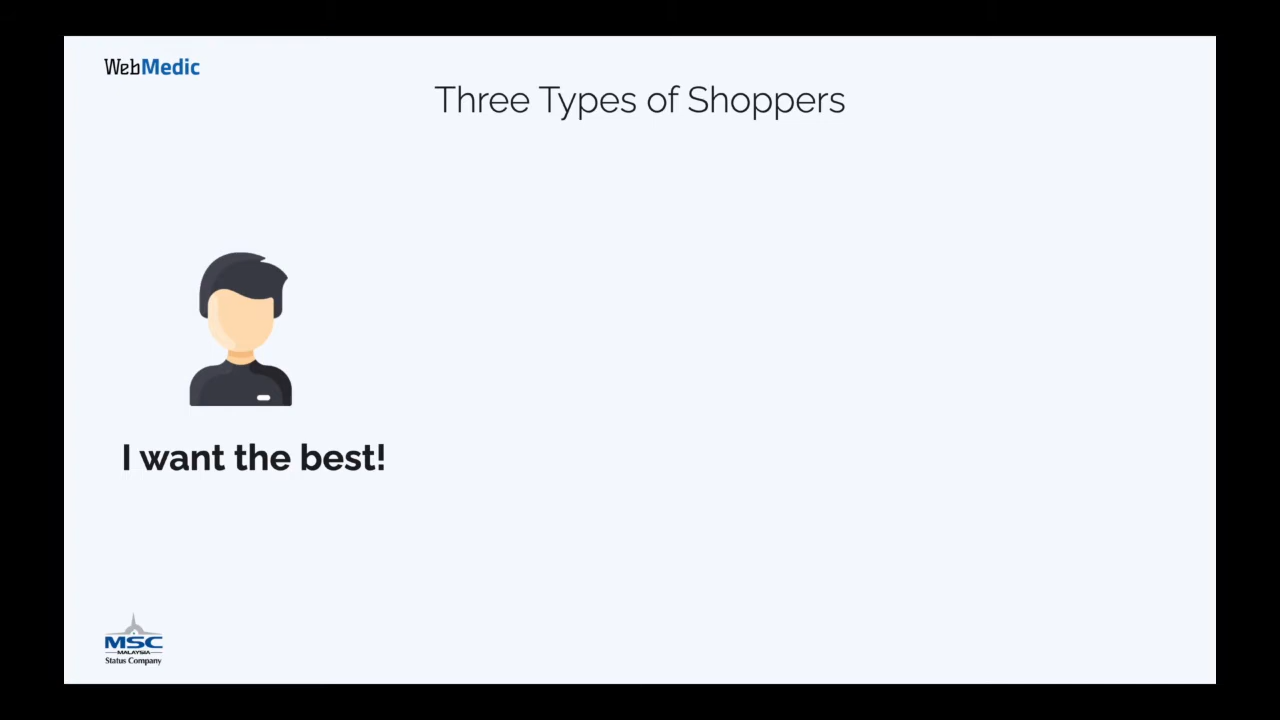 WebMedic
Three Types of Shoppers
I want the best!
MSC
MALAYSIA
Status Company